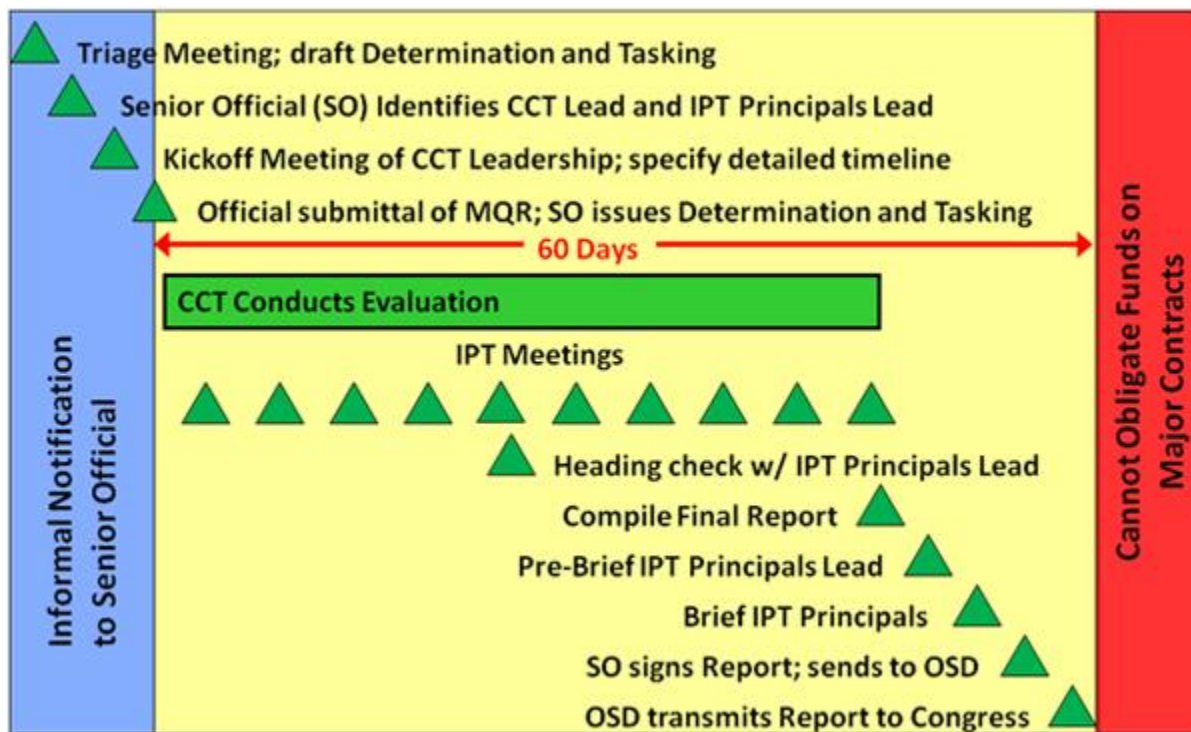 Triage Meeting; draft Determination and Tasking
Senior Official (SO) Identifies CCT Lead and IPT Principals Lead
Kickoff Meeting of CCT Leadership; specify detailed timeline
Official submittal of MQR; SO issues Determination and Tasking
60 Days
CCT Conducts Evaluation
IPT Meetings
Heading check w/ IPT Principals Lead
Compile Final Report
Pre-Brief IPT Principals Lead
Brief IPT Principals
SO signs Report; sends to OSD
OSD transmits Report to Congress
Informal Notification
to Senior Official
Cannot Obligate Funds on
Major Contracts